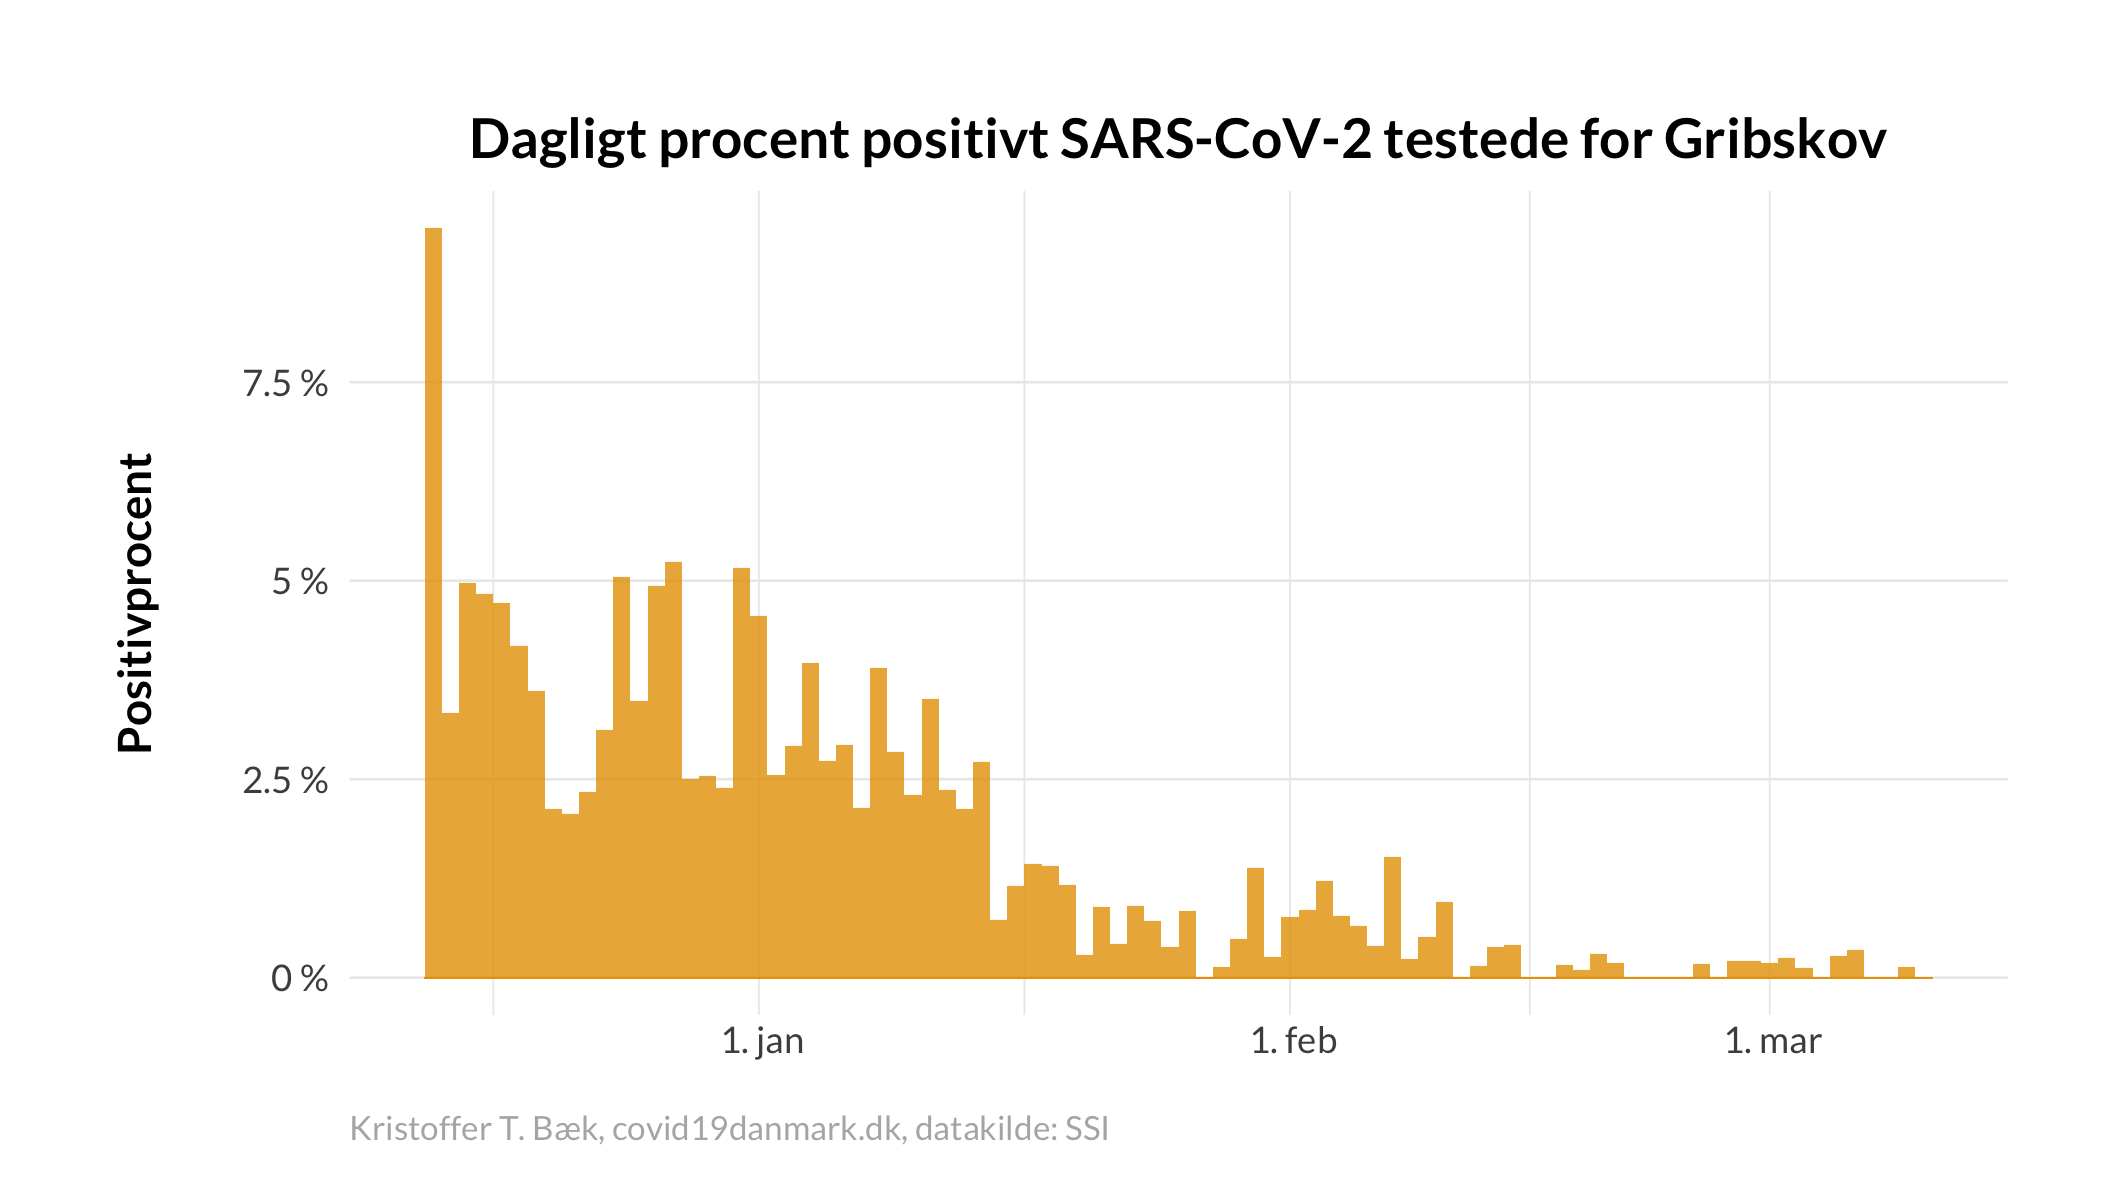 Dagligt procent positivt SARS-CoV-2 testede for Gribskov
Positivprocent
7.5 %
5 %
2.5 %
0 %
1. jan
1. feb
1. mar
Kristoffer T. Bæk, covid19danmark.dk, datakilde: SSI